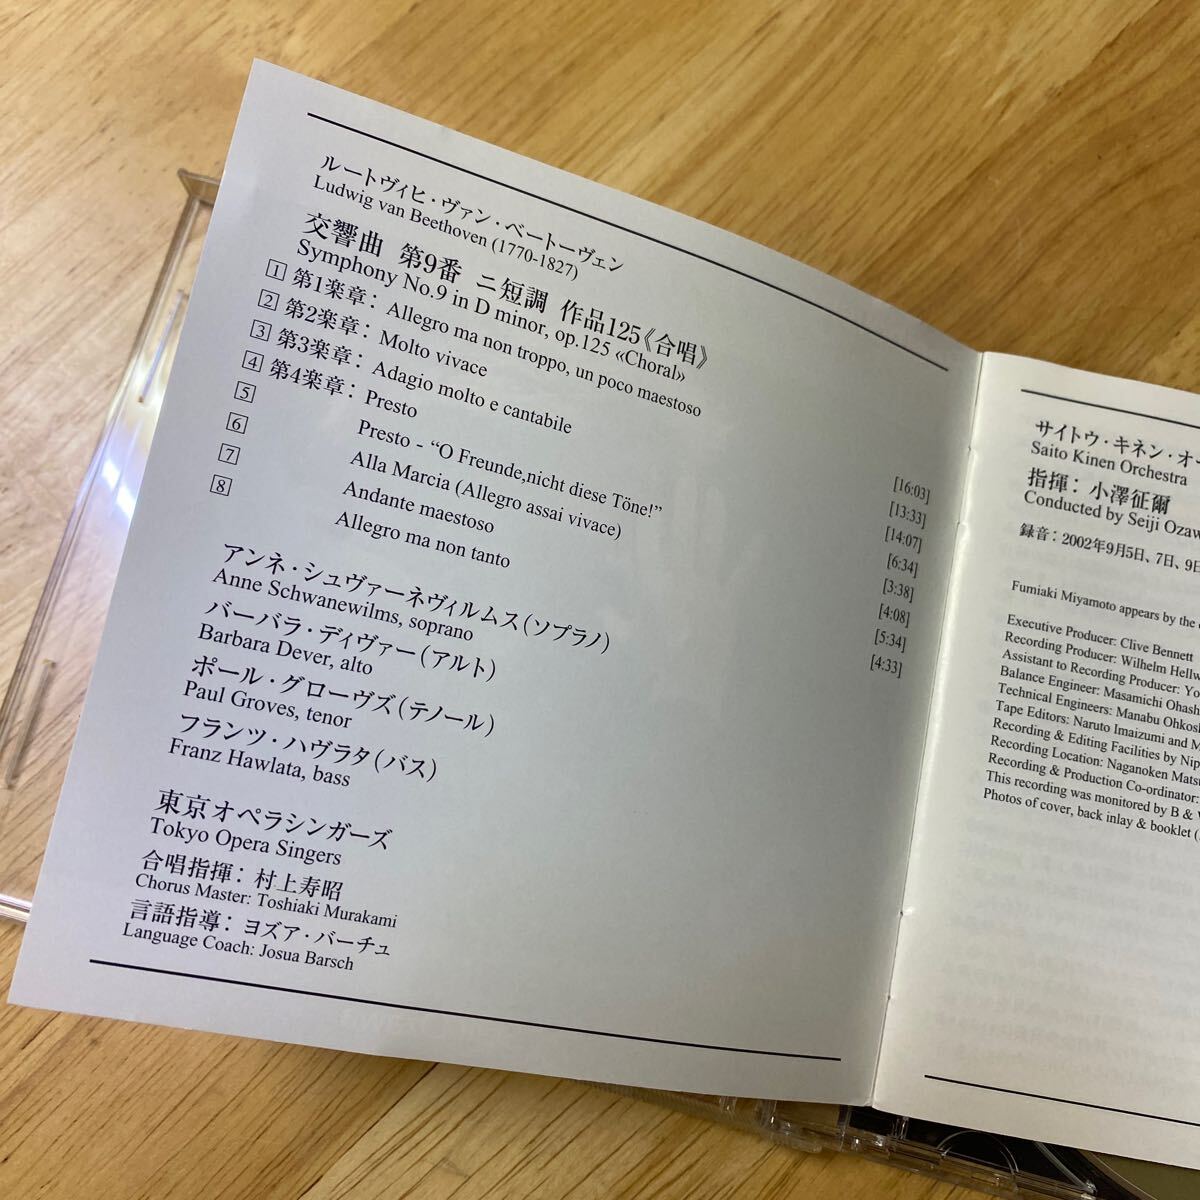 ルートヴィヒ・ヴァン・ベートーヴェン
Ludwig van Beethoven (1770-1827)
交響曲 第9番 ニ短調 作品125《合唱》
Symphony No.9 in D minor, op.125 «Choral»
1 第1楽章： Allegro ma non troppo, un poco maestoso [16:03]
2 第2楽章： Molto vivace [13:33]
3 第3楽章： Adagio molto e cantabile [14:07]
4 第4楽章： Presto [6:34]
5 Presto - “O Freunde,nicht diese Töne!” [3:38]
6 Alla Marcia (Allegro assai vivace) [4:08]
7 Andante maestoso [5:34]
8 Allegro ma non tanto [4:33]
アンネ・シュヴァーネヴィルムス（ソプラノ）
Anne Schwanewilms, soprano
バーバラ・ディヴァー（アルト）
Barbara Dever, alto
ポール・グローヴズ（テノール）
Paul Groves, tenor
フランツ・ハヴラタ（バス）
Franz Hawlata, bass
東京オペラシンガーズ
Tokyo Opera Singers
合唱指揮： 村上寿昭
Chorus Master: Toshiaki Murakami
言語指導： ヨズア・バーチュ
Language Coach: Josua Barsch
サイトウ・キネン・オー
Saito Kinen Orchestra
指揮： 小澤征爾
Conducted by Seiji Ozaw
録音：2002年9月5日、7日、9日
Fumiaki Miyamoto appears by the
Executive Producer: Clive Bennett
Recording Producer: Wilhelm Hellw
Assistant to Recording Producer: Yo
Balance Engineer: Masamichi Ohash
Technical Engineers: Manabu Ohkosh
Tape Editors: Naruto Imaizumi and M
Recording & Editing Facilities by Nip
Recording Location: Naganoken Mats
Recording & Production Co-ordinator:
This recording was monitored by B & W
Photos of cover, back inlay & booklet (